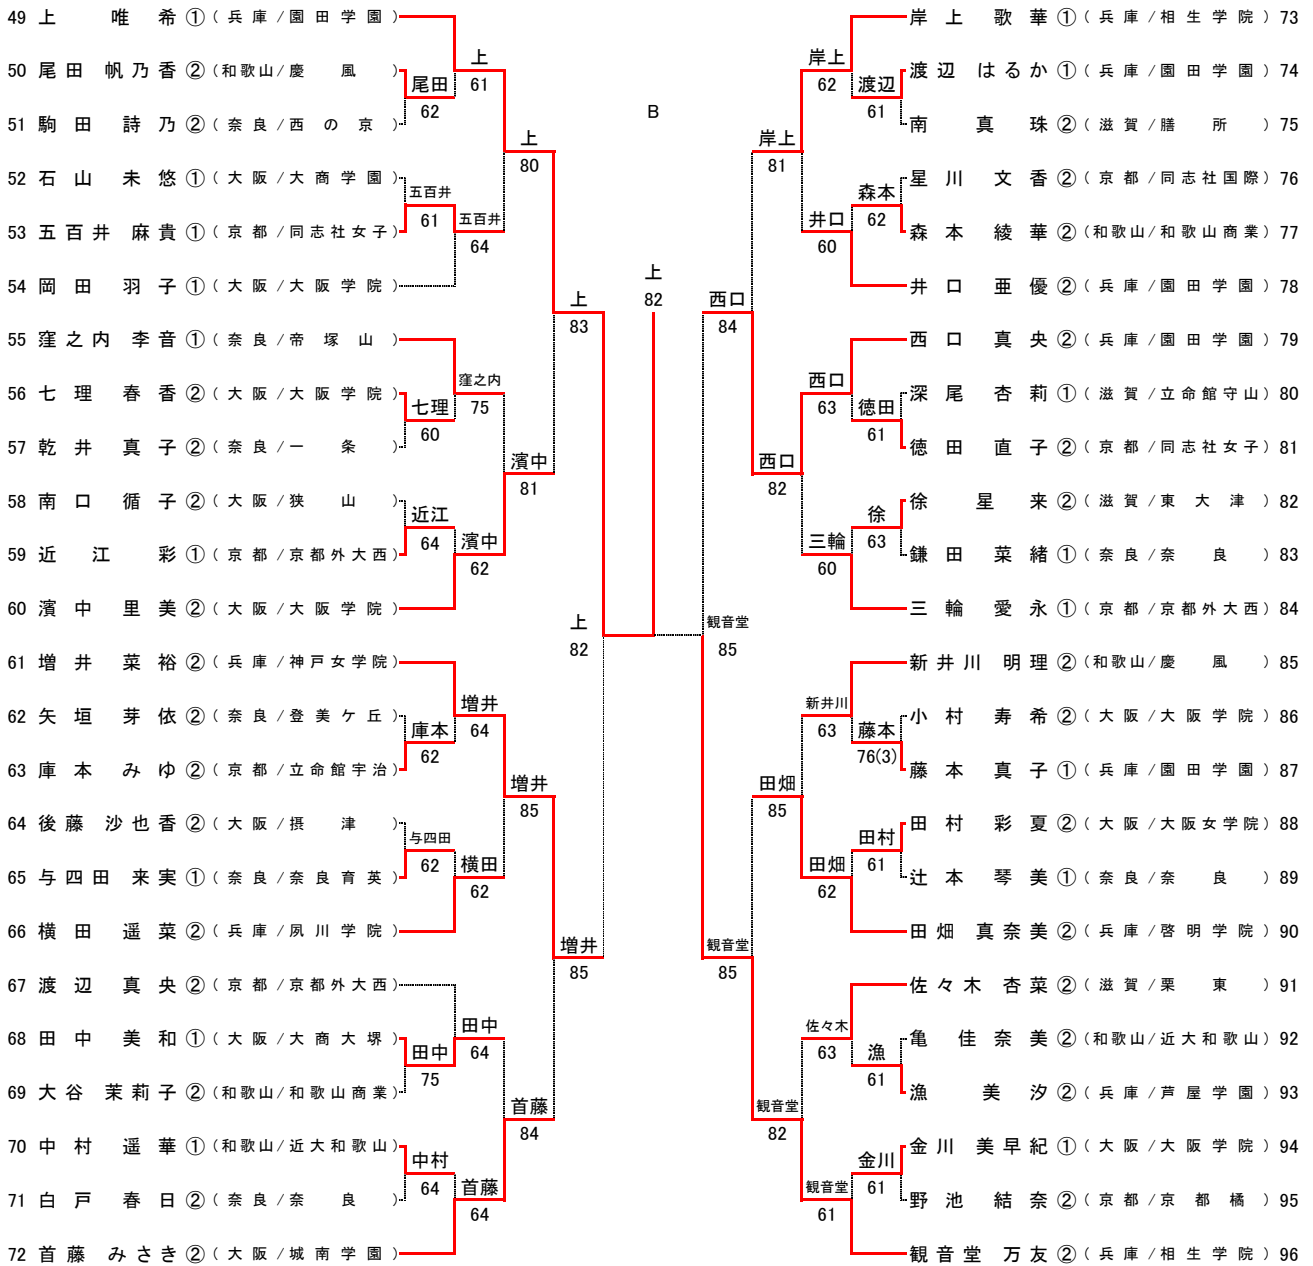 49 上 唯希 ① (兵庫/園田学園)
50 尾田 帆乃香 ② (和歌山/慶風)
51 駒田 詩乃 ② (奈良/西の京)
52 石山 未悠 ① (大阪/大商学園)
53 五百井 麻貴 ① (京都/同志社女子)
54 岡田 羽子 ① (大阪/大阪学院)
55 窪之内 李音 ① (奈良/帝塚山)
56 七理 春香 ② (大阪/大阪学院)
57 乾井 真子 ② (奈良/一条)
58 南口 循子 ② (大阪/狭山)
59 近江 彩 ① (京都/京都外大西)
60 濱中 里美 ② (大阪/大阪学院)
61 増井 菜裕 ② (兵庫/神戸女学院)
62 矢垣 芽依 ② (奈良/登美ケ丘)
63 庫本 みゆ ② (京都/立命館宇治)
64 後藤 沙也香 ② (大阪/摂津)
65 与四田 来実 ① (奈良/奈良育英)
66 横田 遥菜 ② (兵庫/夙川学院)
67 渡辺 真央 ② (京都/京都外大西)
68 田中 美和 ① (大阪/大商大堺)
69 大谷 茉莉子 ② (和歌山/和歌山商業)
70 中村 遥華 ① (和歌山/近大和歌山)
71 白戸 春日 ② (奈良/奈良)
72 首藤 みさき ② (大阪/城南学園)
尾田
62
五百井
61
七理
60
近江
64
庫本
62
与四田
62
田中
75
中村
64
上
61
五百井
64
窪之内
75
濱中
62
増井
64
横田
62
田中
64
首藤
64
上
80
濱中
81
増井
85
首藤
84
上
83
増井
85
上
82
B
上
82
観音堂
85
西口
84
観音堂
85
岸上
81
西口
82
田畑
85
観音堂
82
岸上
62
井口
60
西口
63
三輪
60
新井川
63
田畑
62
佐々木
63
観音堂
61
渡辺
61
森本
62
徳田
61
徐
63
藤本
76(3)
田村
61
漁
61
金川
61
岸上 歌華 ① (兵庫/相生学院) 73
渡辺 はるか ① (兵庫/園田学園) 74
南 真珠 ② (滋賀/膳所) 75
星川 文香 ② (京都/同志社国際) 76
森本 綾華 ② (和歌山/和歌山商業) 77
井口 亜優 ② (兵庫/園田学園) 78
西口 真央 ② (兵庫/園田学園) 79
深尾 杏莉 ① (滋賀/立命館守山) 80
徳田 直子 ② (京都/同志社女子) 81
徐 星来 ② (滋賀/東大津) 82
鎌田 菜緒 ① (奈良/奈良) 83
三輪 愛永 ① (京都/京都外大西) 84
新井川 明理 ② (和歌山/慶風) 85
小村 寿希 ② (大阪/大阪学院) 86
藤本 真子 ① (兵庫/園田学園) 87
田村 彩夏 ② (大阪/大阪女学院) 88
辻本 琴美 ① (奈良/奈良) 89
田畑 真奈美 ② (兵庫/啓明学院) 90
佐々木 杏菜 ② (滋賀/栗東) 91
亀 佳奈美 ② (和歌山/近大和歌山) 92
漁 美汐 ② (兵庫/芦屋学園) 93
金川 美早紀 ① (大阪/大阪学院) 94
野池 結奈 ② (京都/京都橘) 95
観音堂 万友 ② (兵庫/相生学院) 96